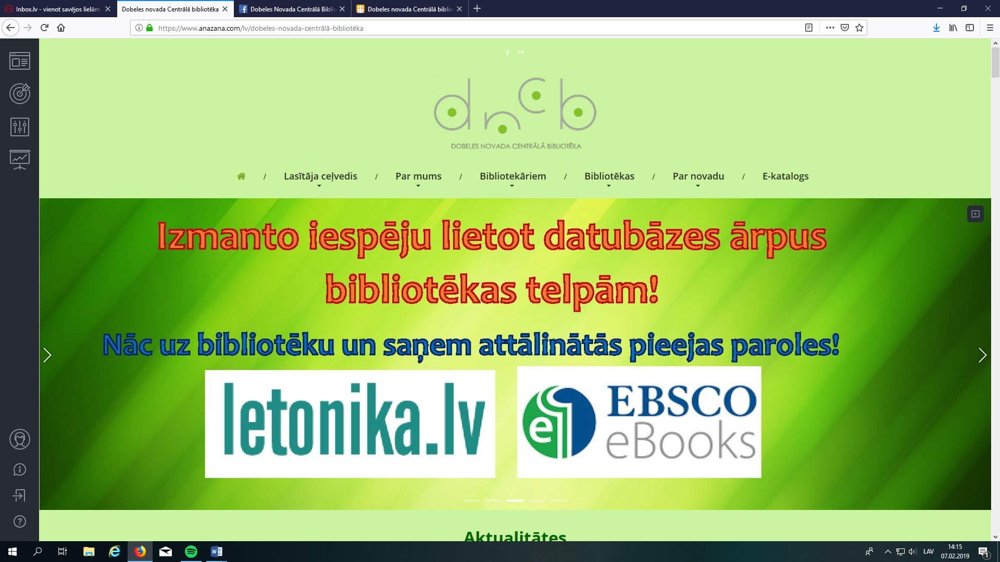 Inbox.lv - vienot savējos lielām
Dobeles novada Centrālā bibliotēka
Dobeles Novada Centrālā Biblio
Dobeles novada Centrālā biblio
https://www.anazana.com/lv/dobeles-novada-centrālā-bibliotēka
dncb
DOBELES NOVADA CENTRĀLĀ BIBLIOTĒKA
/ Lasītāja ceļvedis / Par mums / Bibliotekāriem / Bibliotēkas / Par novadu / E-katalogs
Izmanto iespēju lietot datubāzes ārpus
bibliotēkas telpām!
Nāc uz bibliotēku un saņem attālinātās pieejas paroles!
letonika.lv
e EBSCO
eBooks
Aktualitātes
LAV
14:15
07.02.2019
1